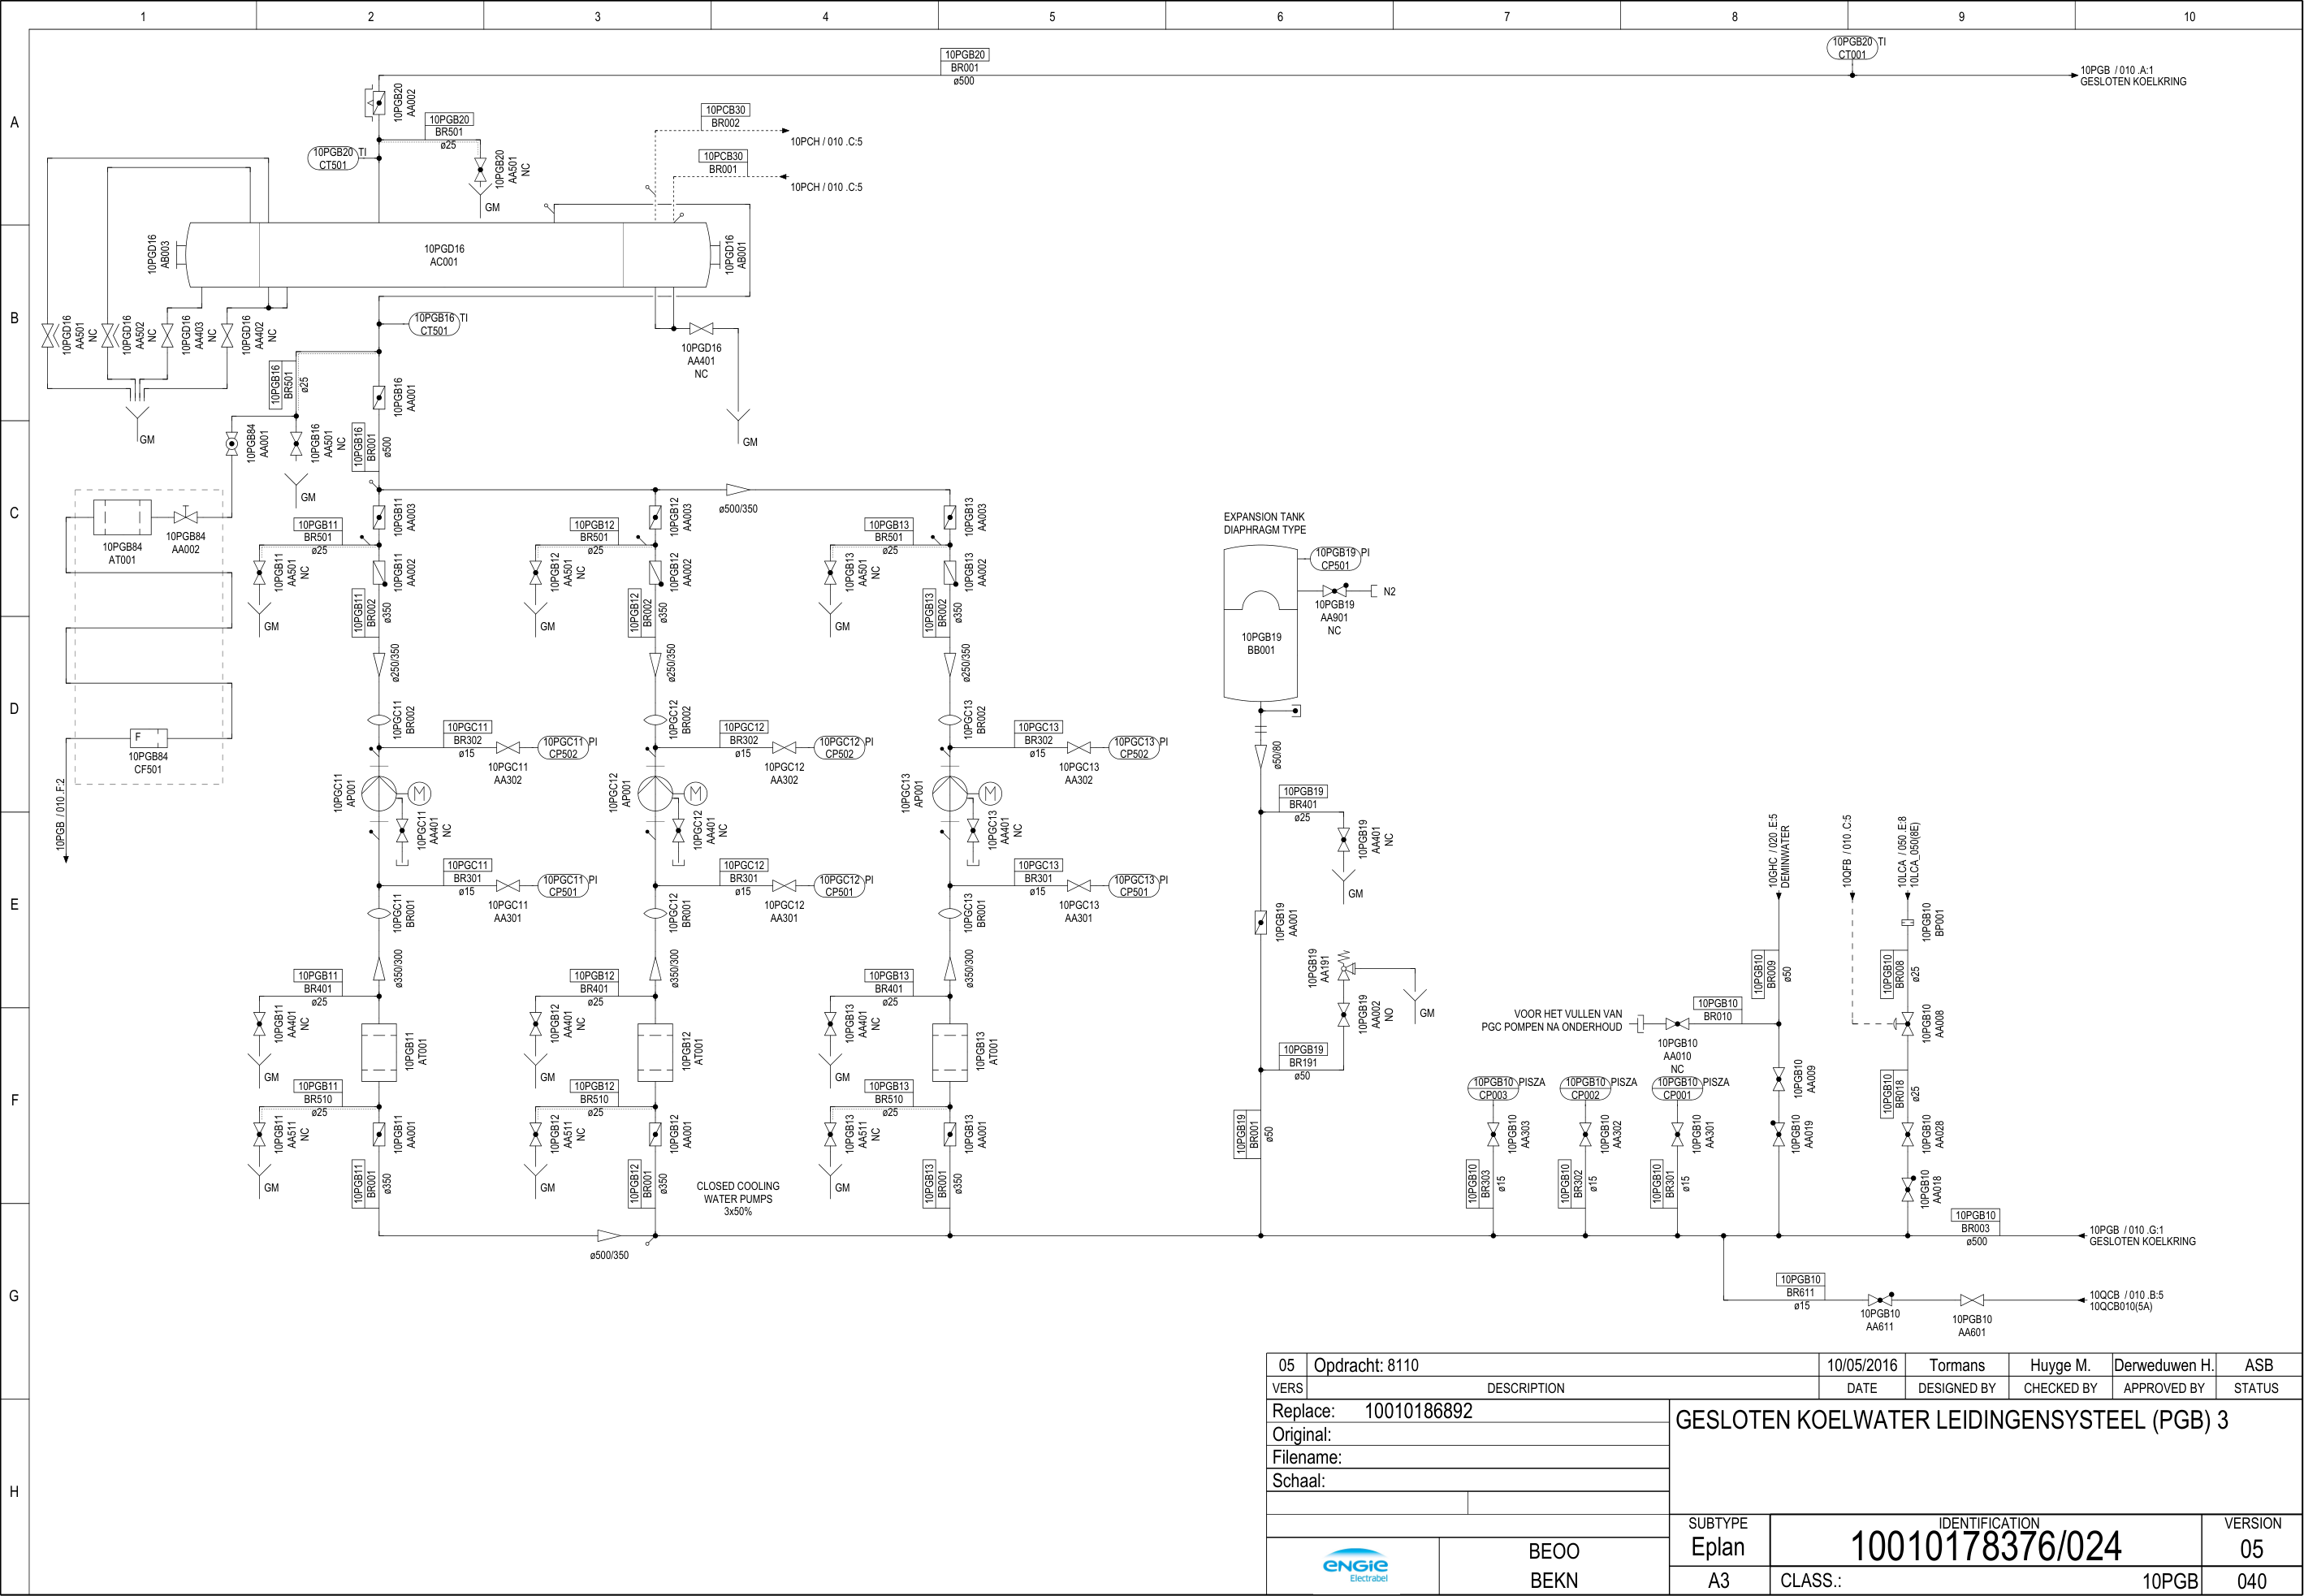 1
2
3
4
5
6
7
8
9
10
A
B
C
D
E
F
G
H
10PGB20
BR001
ø500
10PGB20 TI
CT001
10PGB / 010 .A:1
GESLOTEN KOELKRING
10PGB20
AA002
10PGB20
BR501
ø25
10PGB20 TI
CT501
10PGB20
AA501
NC
GM
10PCB30
BR002
10PCH / 010 .C:5
10PCB30
BR001
10PCH / 010 .C:5
10PGD16
AB003
10PGD16
AC001
10PGD16
AB001
10PGD16
AA501
NC
10PGD16
AA502
NC
10PGD16
AA403
NC
10PGD16
AA402
NC
GM
10PGB16 TI
CT501
10PGD16
AA401
NC
GM
10PGB16
BR501
ø25
10PGB16
AA001
10PGB84
AA001
10PGB16
AA501
NC
GM
10PGB16
BR001
ø500
ø500/350
10PGB84
AT001
10PGB84
AA002
F
10PGB84
CF501
10PGB / 010 .F:2
10PGB11
AA003
10PGB11
BR501
ø25
10PGB11
AA501
NC
GM
10PGB11
AA002
10PGB11
BR002
ø350
ø250/350
10PGC11
BR002
10PGC11
BR302
ø15
10PGC11
AA302
10PGC11 PI
CP502
10PGC11
AP001
M
10PGC11
AA401
NC
10PGC11
BR301
ø15
10PGC11
AA301
10PGC11 PI
CP501
10PGC11
BR001
ø350/300
10PGB11
BR401
ø25
10PGB11
AA401
NC
GM
10PGB11
AT001
10PGB11
BR510
ø25
10PGB11
AA511
NC
GM
10PGB11
AA001
10PGB11
BR001
ø350
10PGB12
AA003
10PGB12
BR501
ø25
10PGB12
AA501
NC
GM
10PGB12
AA002
10PGB12
BR002
ø350
ø250/350
10PGC12
BR002
10PGC12
BR302
ø15
10PGC12
AA302
10PGC12 PI
CP502
10PGC12
AP001
M
10PGC12
AA401
NC
10PGC12
BR301
ø15
10PGC12
AA301
10PGC12 PI
CP501
10PGC12
BR001
ø350/300
10PGB12
BR401
ø25
10PGB12
AA401
NC
GM
10PGB12
AT001
10PGB12
BR510
ø25
10PGB12
AA511
NC
GM
10PGB12
AA001
10PGB12
BR001
ø350
CLOSED COOLING
WATER PUMPS
3x50%
ø500/350
10PGB13
AA003
10PGB13
BR501
ø25
10PGB13
AA501
NC
GM
10PGB13
AA002
10PGB13
BR002
ø350
ø250/350
10PGC13
BR002
10PGC13
BR302
ø15
10PGC13
AA302
10PGC13 PI
CP502
10PGC13
AP001
M
10PGC13
AA401
NC
10PGC13
BR301
ø15
10PGC13
AA301
10PGC13 PI
CP501
10PGC13
BR001
ø350/300
10PGB13
BR401
ø25
10PGB13
AA401
NC
GM
10PGB13
AT001
10PGB13
BR510
ø25
10PGB13
AA511
NC
GM
10PGB13
AA001
10PGB13
BR001
ø350
EXPANSION TANK
DIAPHRAGM TYPE
10PGB19 PI
CP501
N2
10PGB19
AA901
NC
10PGB19
BB001
ø50/80
10PGB19
BR401
ø25
10PGB19
AA401
NC
GM
10PGB19
AA001
10PGB19
AA191
10PGB19
AA002
NO
GM
10PGB19
BR191
ø50
10PGB19
BR001
ø50
10GHC / 020 .E:5
DEMINWATER
10QFB / 010 .C:5
10LCA / 050 .E:8
10LCA_050(8E)
10PGB10
BP001
10PGB10
BR009
ø50
10PGB10
BR008
ø25
VOOR HET VULLEN VAN
PGC POMPEN NA ONDERHOUD
10PGB10
BR010
10PGB10
AA010
NC
10PGB10
AA008
10PGB10 PISZA
CP003
10PGB10 PISZA
CP002
10PGB10 PISZA
CP001
10PGB10
AA009
10PGB10
BR018
ø25
10PGB10
AA303
10PGB10
AA302
10PGB10
AA301
10PGB10
AA019
10PGB10
AA028
10PGB10
BR303
ø15
10PGB10
BR302
ø15
10PGB10
BR301
ø15
10PGB10
AA018
10PGB10
BR003
ø500
10PGB / 010 .G:1
GESLOTEN KOELKRING
10PGB10
BR611
ø15
10PGB10
AA611
10PGB10
AA601
10QCB / 010 .B:5
10QCB010(5A)
05 Opdracht: 8110 10/05/2016 Tormans Huyge M. Derweduwen H. ASB
VERS DESCRIPTION DATE DESIGNED BY CHECKED BY APPROVED BY STATUS
Replace: 10010186892
Original:
Filename:
Schaal:
GESLOTEN KOELWATER LEIDINGENSYSTEEL (PGB) 3
ENGIE
Electrabel
BEOO
BEKN
SUBTYPE
Eplan
A3
IDENTIFICATION
10010178376/024
CLASS.: 10PGB
VERSION
05
040